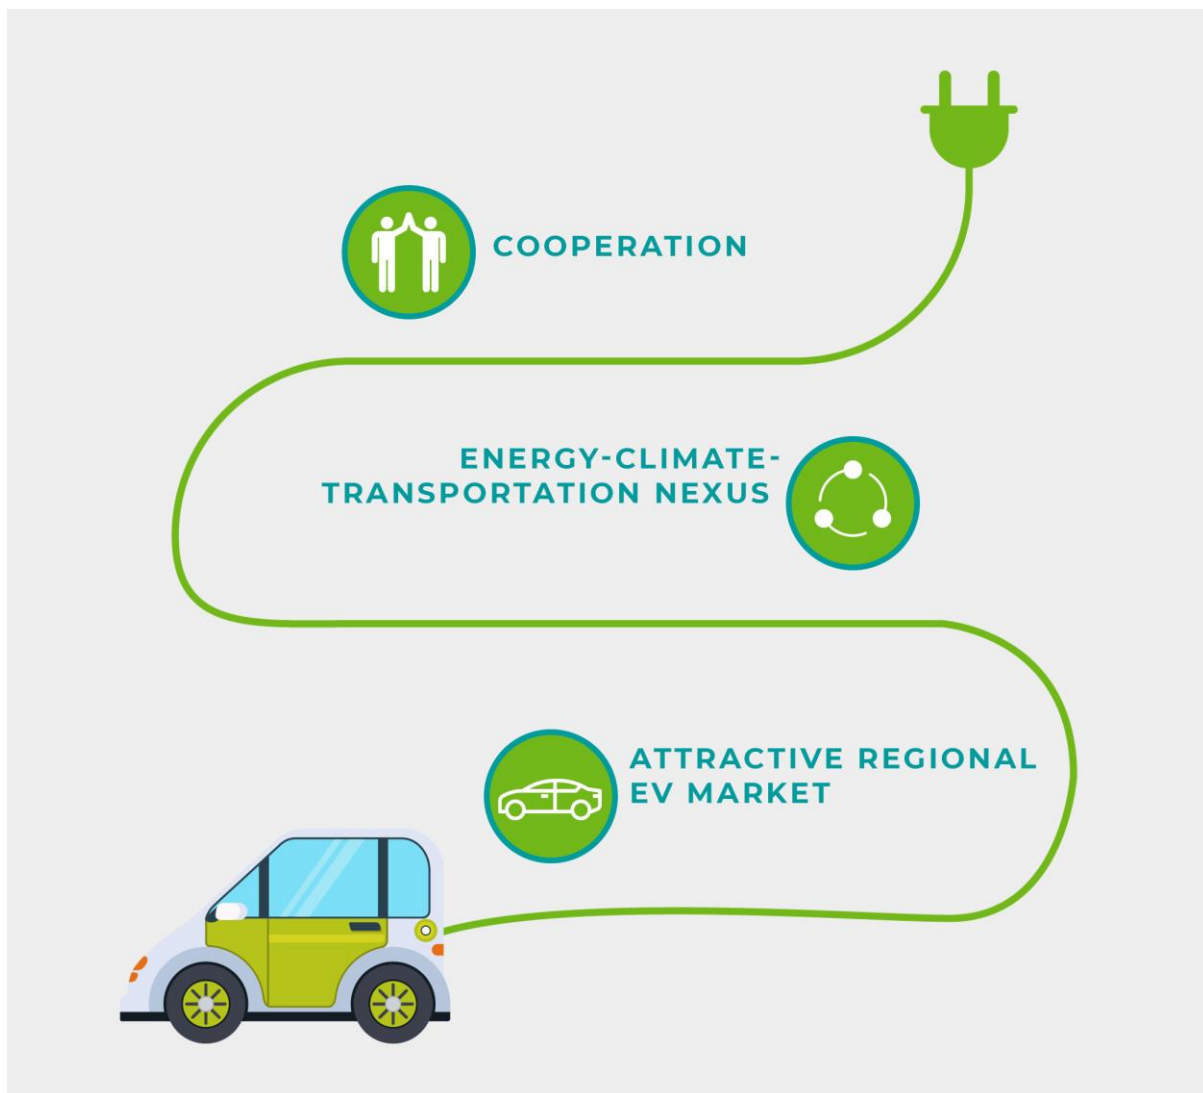 COOPERATION
ENERGY-CLIMATE-
TRANSPORTATION NEXUS
ATTRACTIVE REGIONAL
EV MARKET